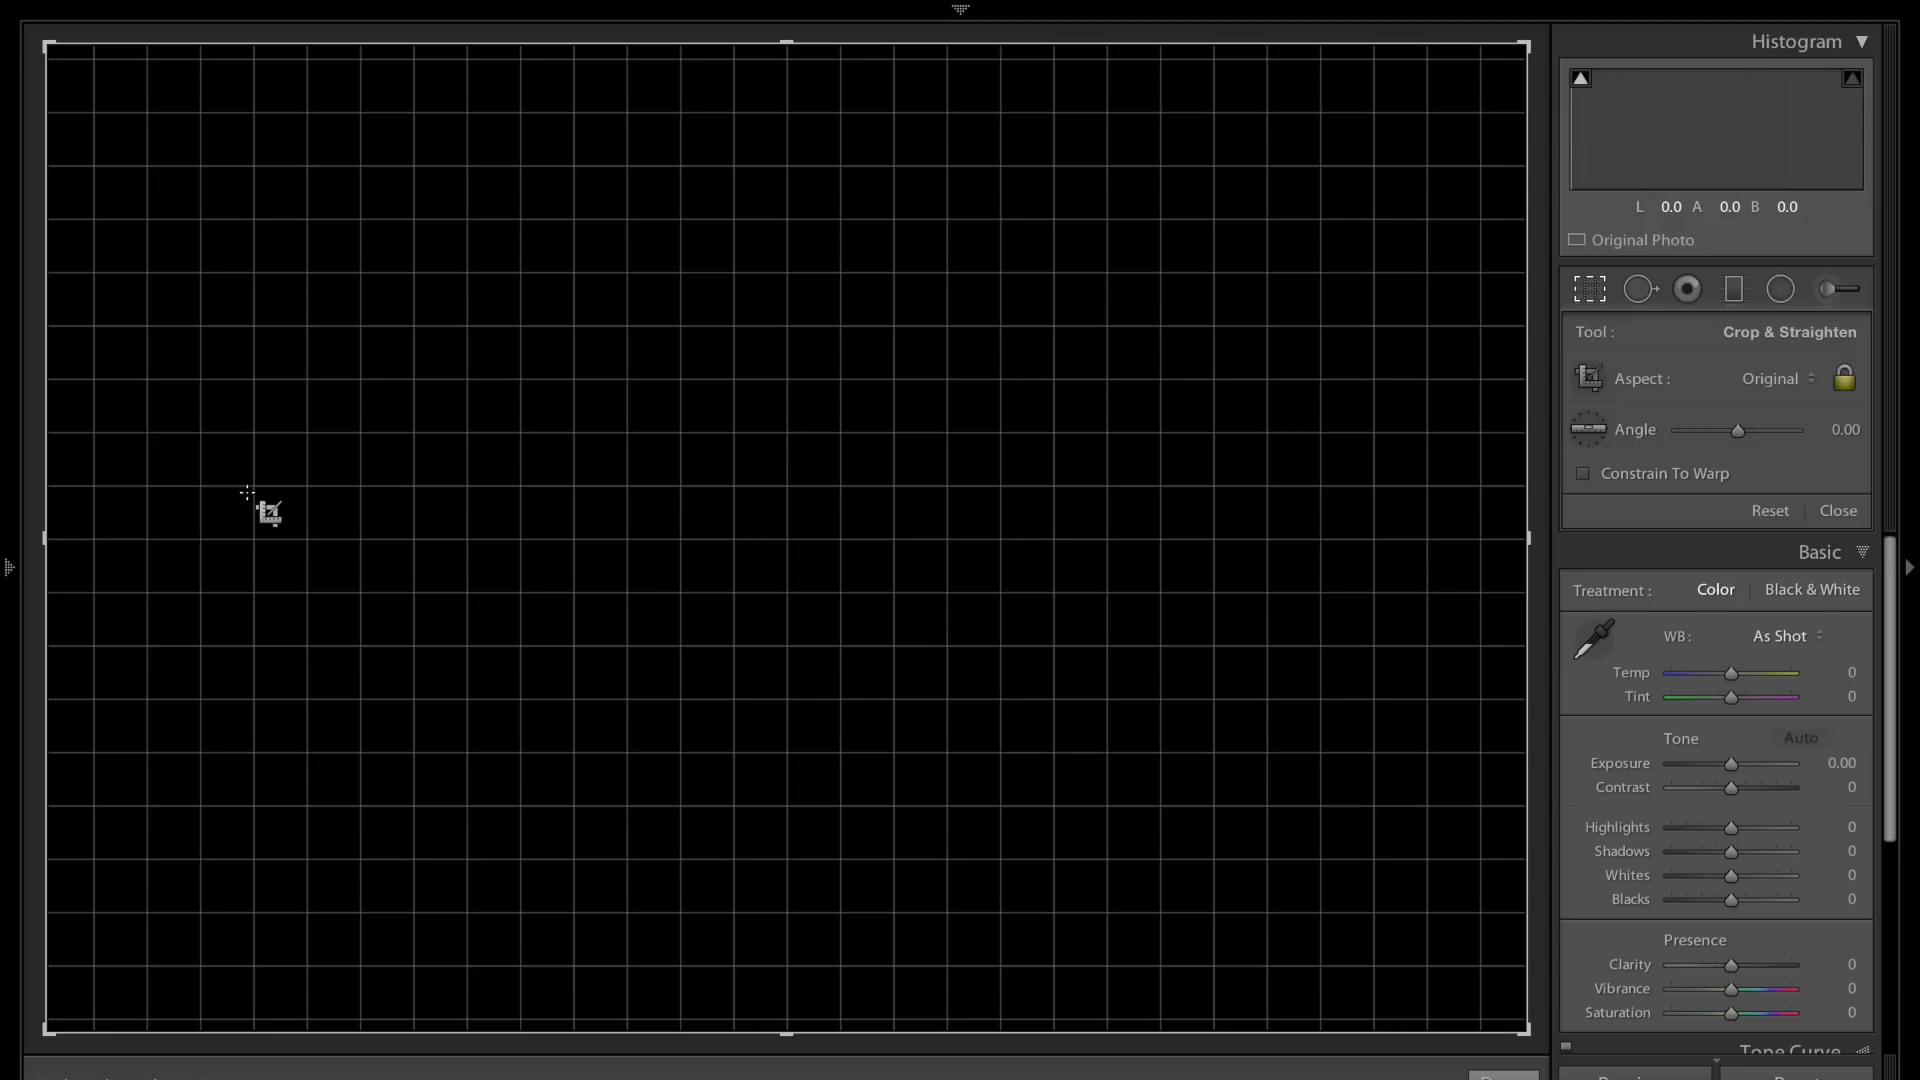 Histogram
L 0.0 A 0.0 B 0.0
Original Photo
Tool : Crop & Straighten
Aspect : Original
Angle 0.00
Constrain To Warp
Reset Close
Basic
Treatment : Color Black & White
WB : As Shot
Temp 0
Tint 0
Tone Auto
Exposure 0.00
Contrast 0
Highlights 0
Shadows 0
Whites 0
Blacks 0
Presence
Clarity 0
Vibrance 0
Saturation 0
Tone Curve